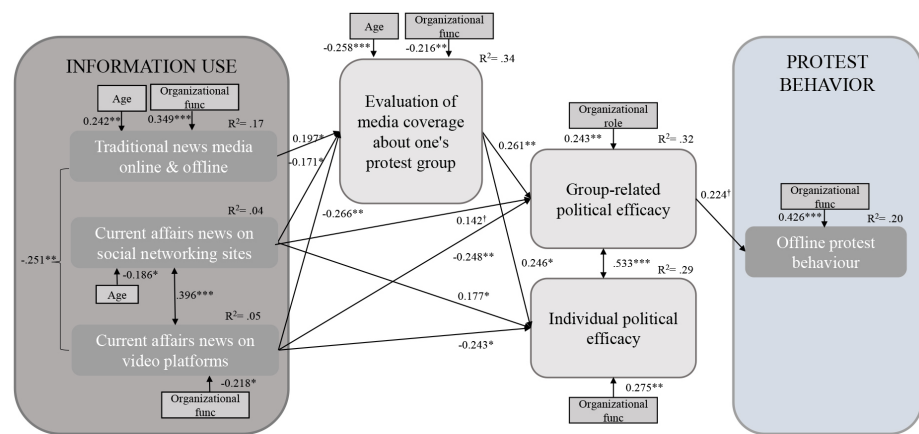 INFORMATION USE
Age
Organizational
func
0.242**
0.349***
R²= .17
Traditional news media
online & offline
R²= .04
Current affairs news on
social networking sites
-.251**
-0.186*
Age
.396***
R²= .05
Current affairs news on
video platforms
-0.218*
Organizational
func
Age
Organizational
func
-0.258***
-0.216**
R²= .34
Evaluation of
media coverage
about one's
protest group
0.197*
-0.171*
-0.266**
0.261**
0.142†
-0.248**
0.246*
0.177*
-0.243*
Organizational
role
0.243**
R²= .32
Group-related
political efficacy
.533***
R²= .29
Individual political
efficacy
0.275**
Organizational
func
0.224†
PROTEST
BEHAVIOR
Organizational
func
0.426***
R²= .20
Offline protest
behaviour